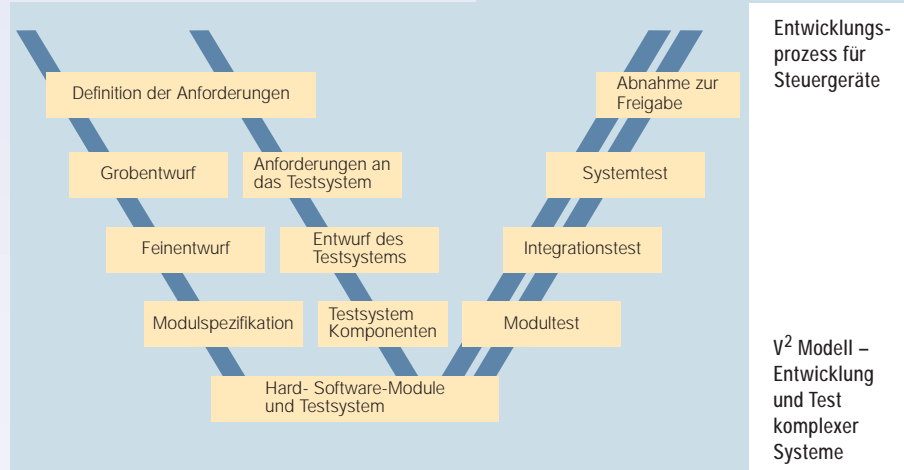 Entwicklungs-
prozess für
Steuergeräte
Definition der Anforderungen
Abnahme zur
Freigabe
Grobentwurf
Anforderungen an
das Testsystem
Systemtest
Feinentwurf
Entwurf des
Testsystems
Integrationstest
Modulspezifikation
Testsystem
Komponenten
Modultest
Hard- Software-Module
und Testsystem
V² Modell –
Entwicklung
und Test
komplexer
Systeme